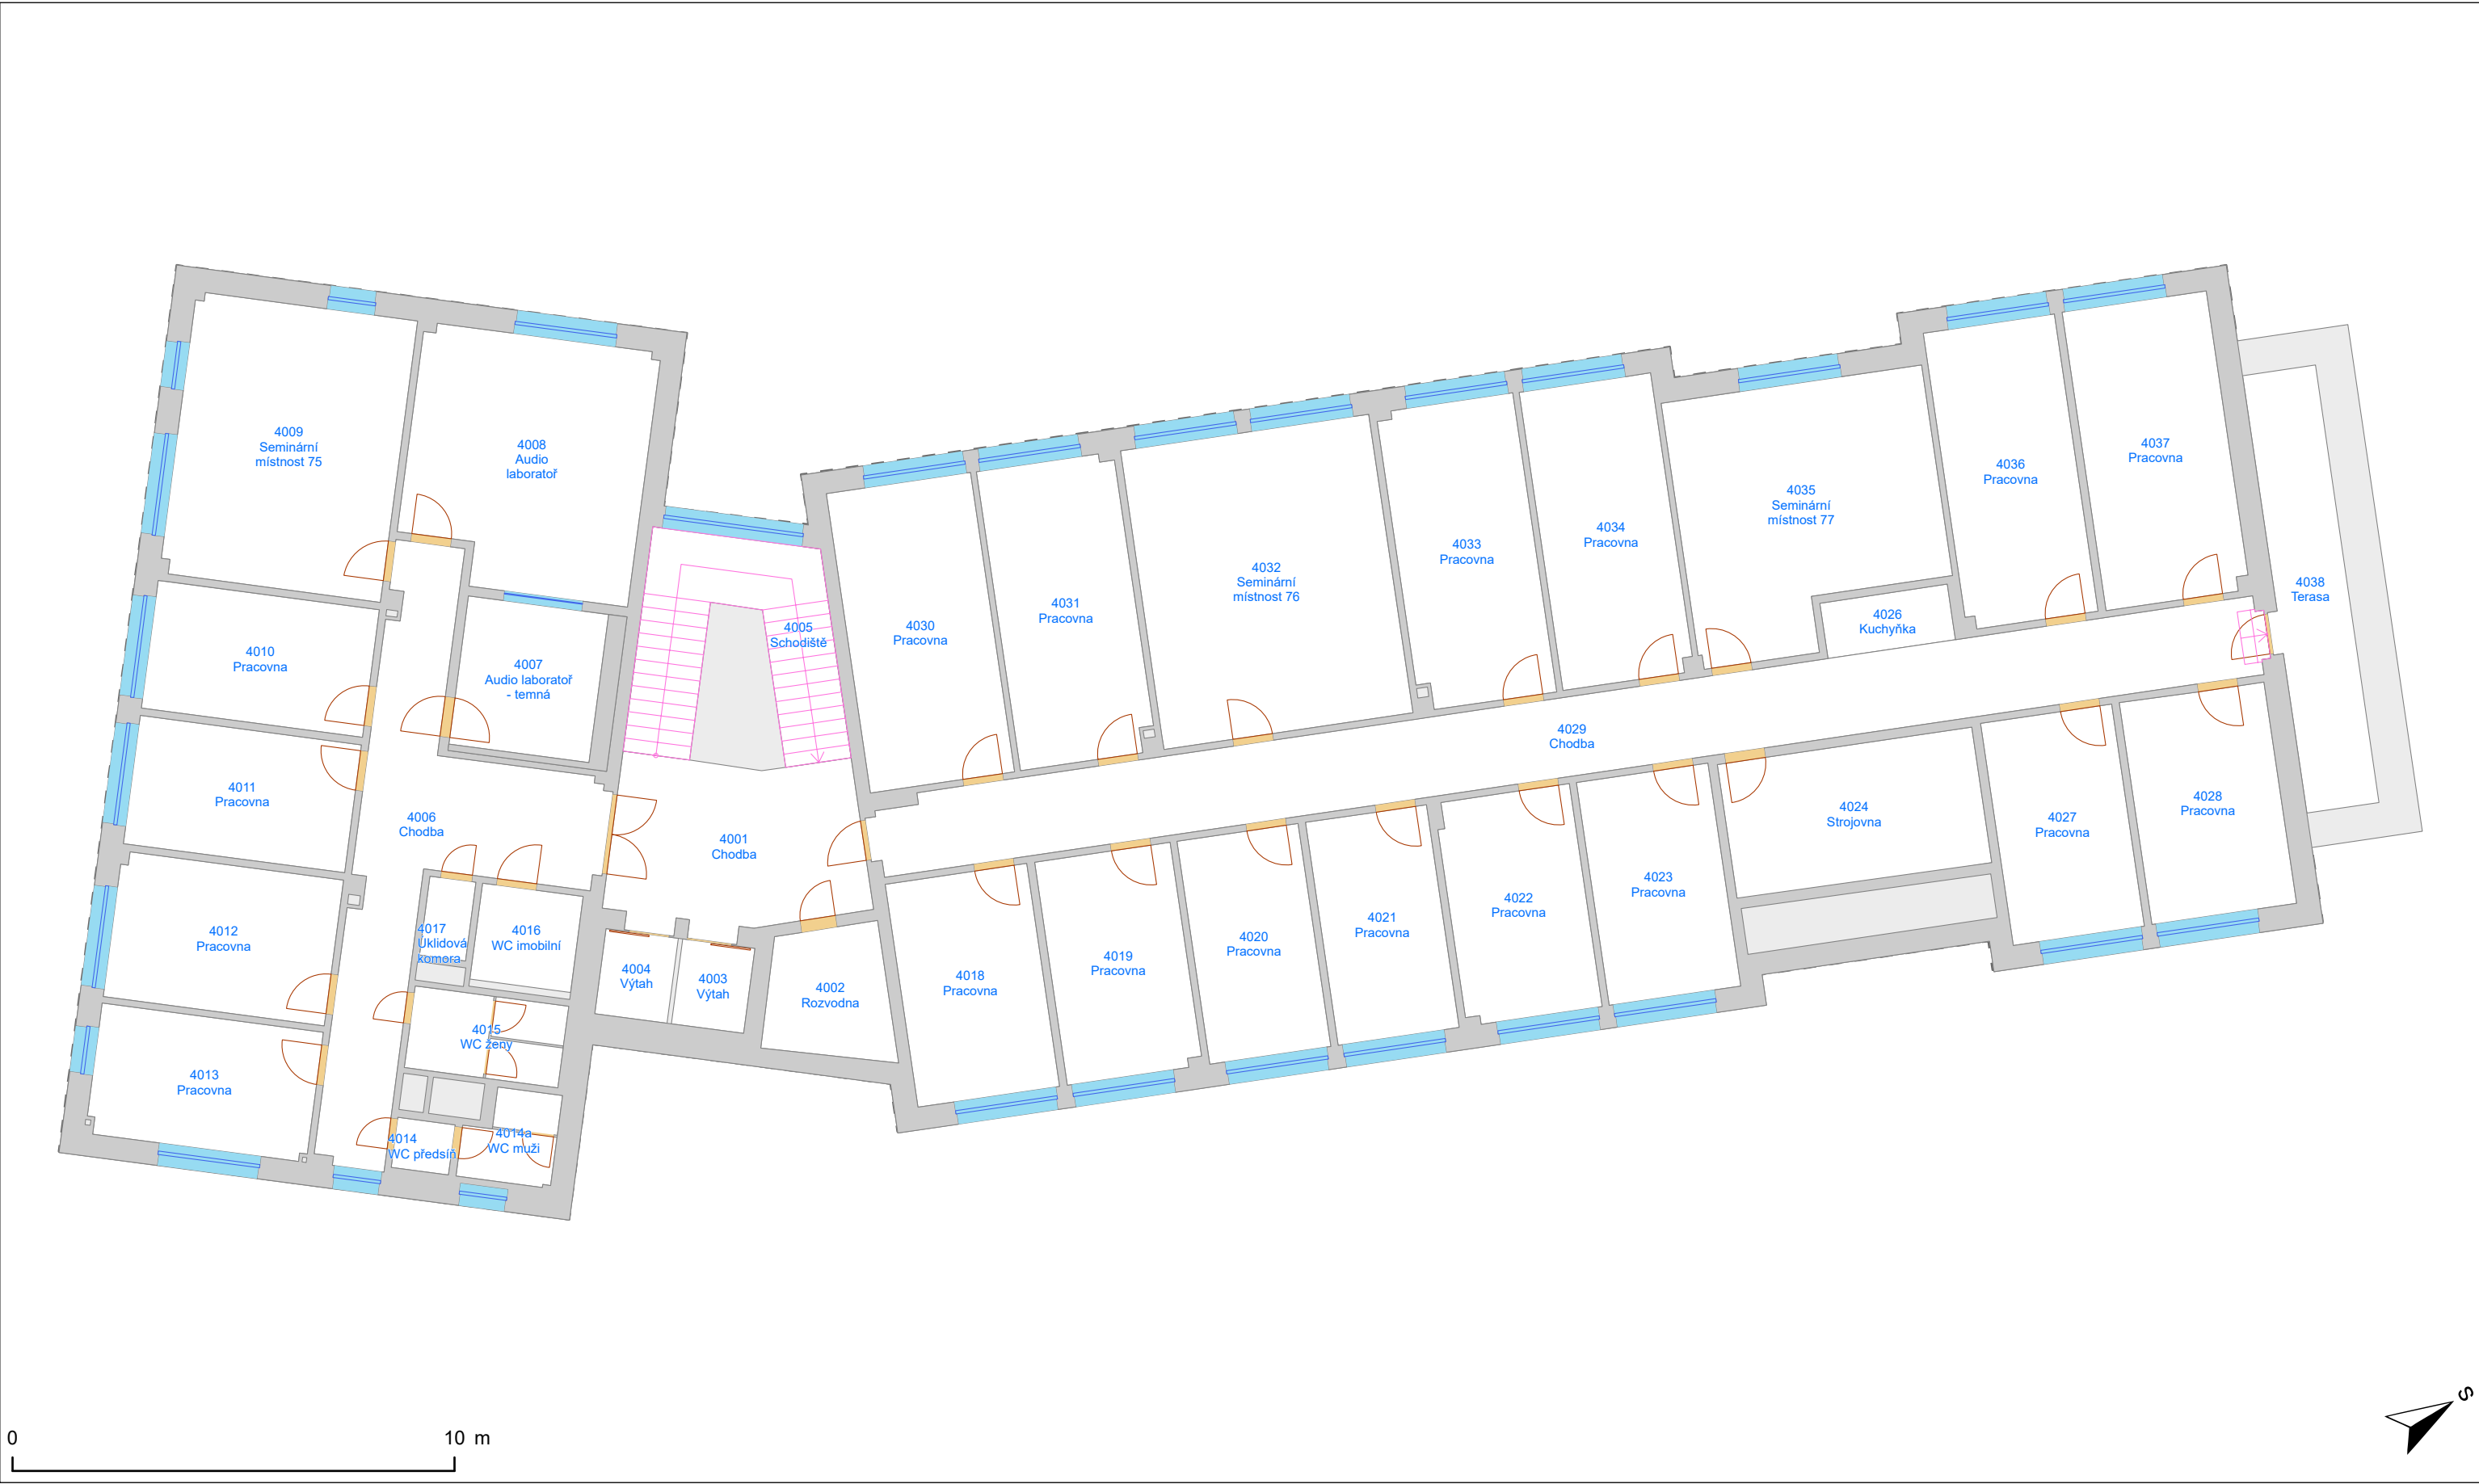 4009
Seminární
místnost 75
4008
Audio
laboratoř
4010
Pracovna
4007
Audio laboratoř
- temná
4005
Schodiště
4011
Pracovna
4006
Chodba
4001
Chodba
4012
Pracovna
4017
Úklidová
komora
4016
WC imobilní
4004
Výtah
4003
Výtah
4002
Rozvodna
4013
Pracovna
4015
WC ženy
4014
WC předsíň
4014a
WC muži
4030
Pracovna
4031
Pracovna
4032
Seminární
místnost 76
4033
Pracovna
4034
Pracovna
4035
Seminární
místnost 77
4026
Kuchyňka
4036
Pracovna
4037
Pracovna
4038
Terasa
4029
Chodba
4018
Pracovna
4019
Pracovna
4020
Pracovna
4021
Pracovna
4022
Pracovna
4023
Pracovna
4024
Strojovna
4027
Pracovna
4028
Pracovna
0 10 m
S